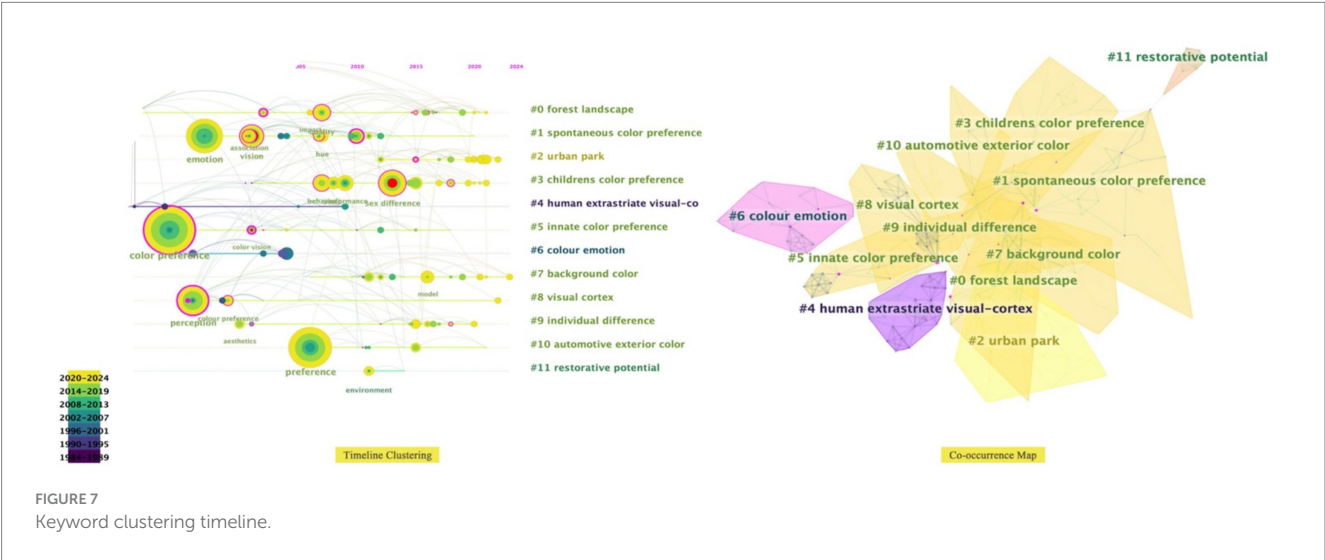 2010
2015
2020
2024
#0 forest landscape
#1 spontaneous color preference
#2 urban park
#3 childrens color preference
#4 human extrastriate visual-co
#5 innate color preference
#6 colour emotion
#7 background color
#8 visual cortex
#9 individual difference
#10 automotive exterior color
#11 restorative potential
emotion
association
vision
hue
sex difference
color vision
color preference
model
perception
colour preference
aesthetics
preference
environment
2020-2024
2014-2019
2008-2013
2002-2007
1996-2001
1990-1995
Timeline Clustering
#11 restorative potential
#3 childrens color preference
#10 automotive exterior color
#1 spontaneous color preference
#8 visual cortex
#6 colour emotion
#9 individual difference
#7 background color
#5 innate color preference
#0 forest landscape
#4 human extrastriate visual-cortex
#2 urban park
Co-occurrence Map
FIGURE 7
Keyword clustering timeline.